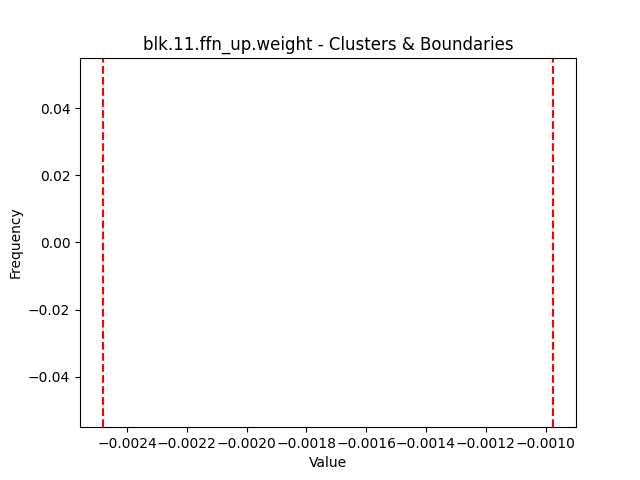 blk.11.ffn_up.weight - Clusters & Boundaries
0.04
0.02
0.00
−0.02
−0.04
Frequency
−0.0024 −0.0022 −0.0020 −0.0018 −0.0016 −0.0014 −0.0012 −0.0010
Value